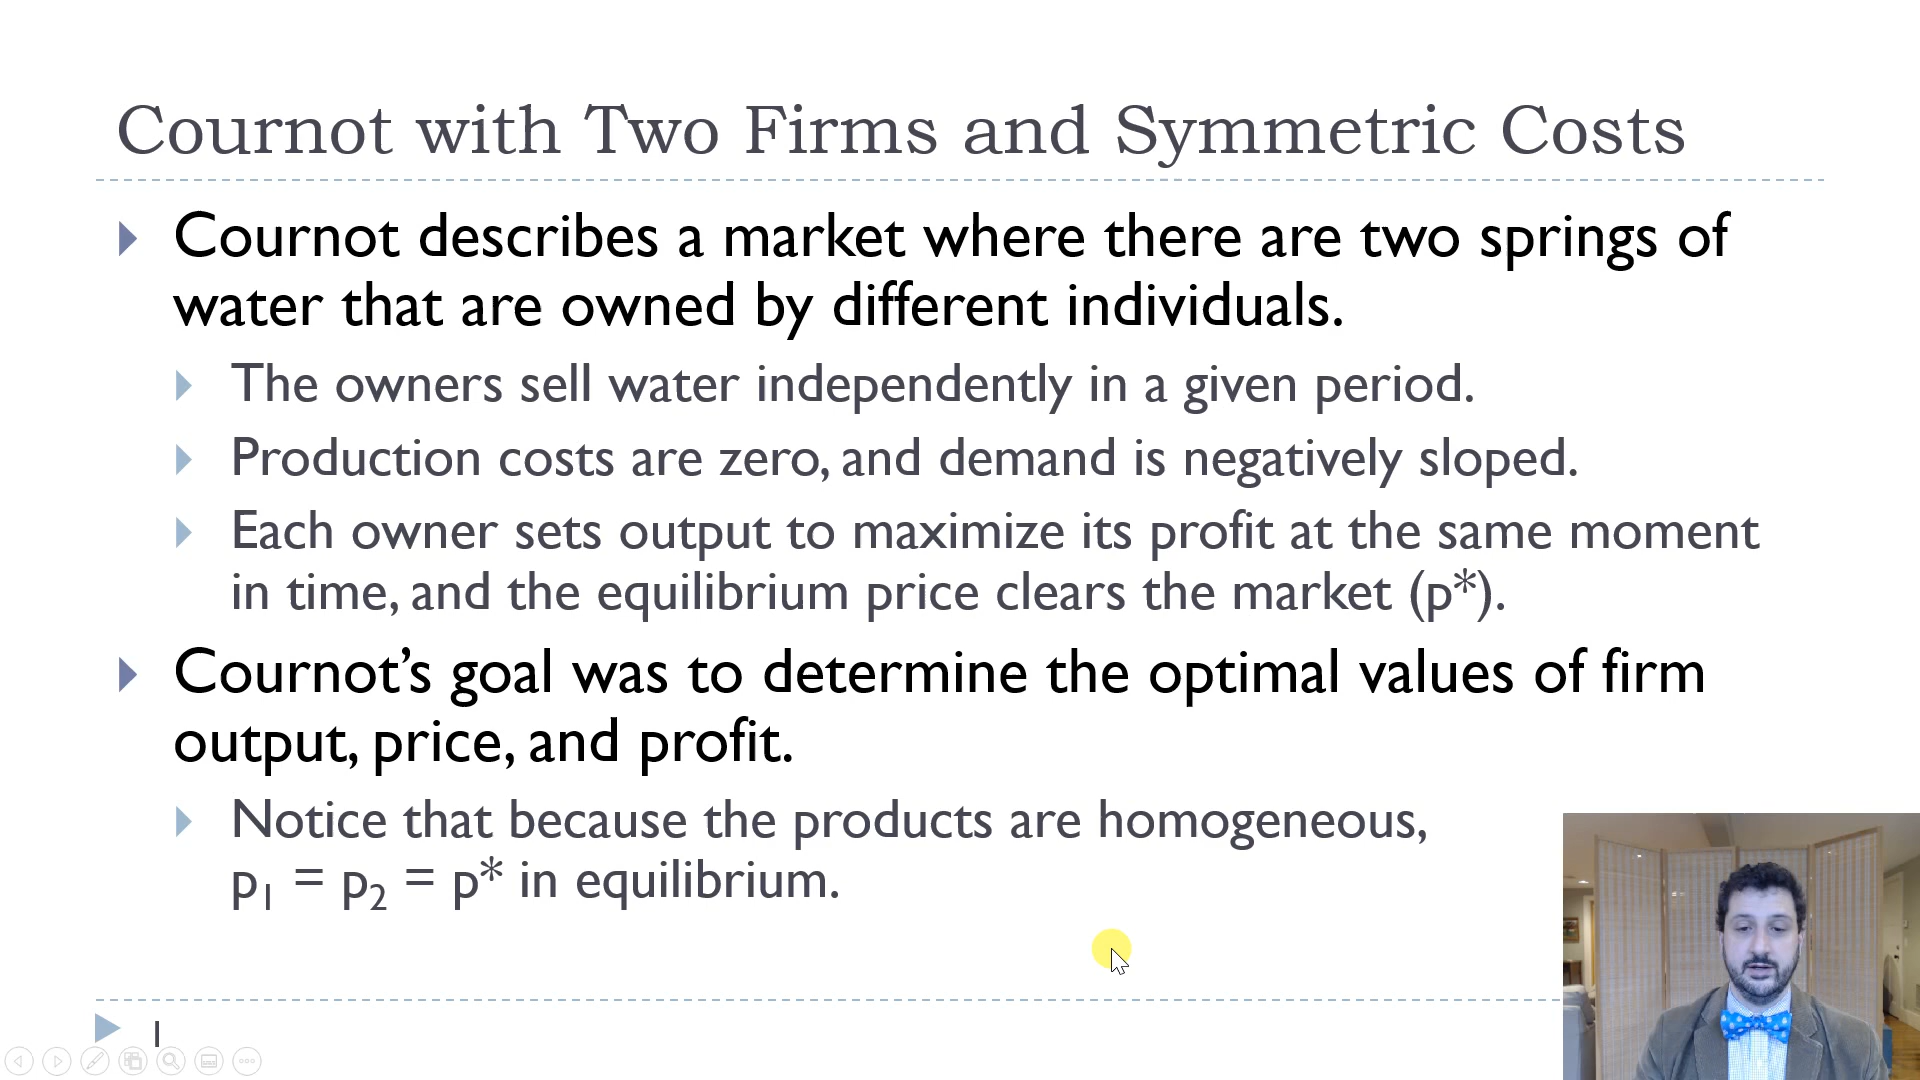 Cournot with Two Firms and Symmetric Costs
Cournot describes a market where there are two springs of
water that are owned by different individuals.
The owners sell water independently in a given period.
Production costs are zero, and demand is negatively sloped.
Each owner sets output to maximize its profit at the same moment
in time, and the equilibrium price clears the market (p*).
Cournot’s goal was to determine the optimal values of firm
output, price, and profit.
Notice that because the products are homogeneous,
p₁ = p₂ = p* in equilibrium.
1